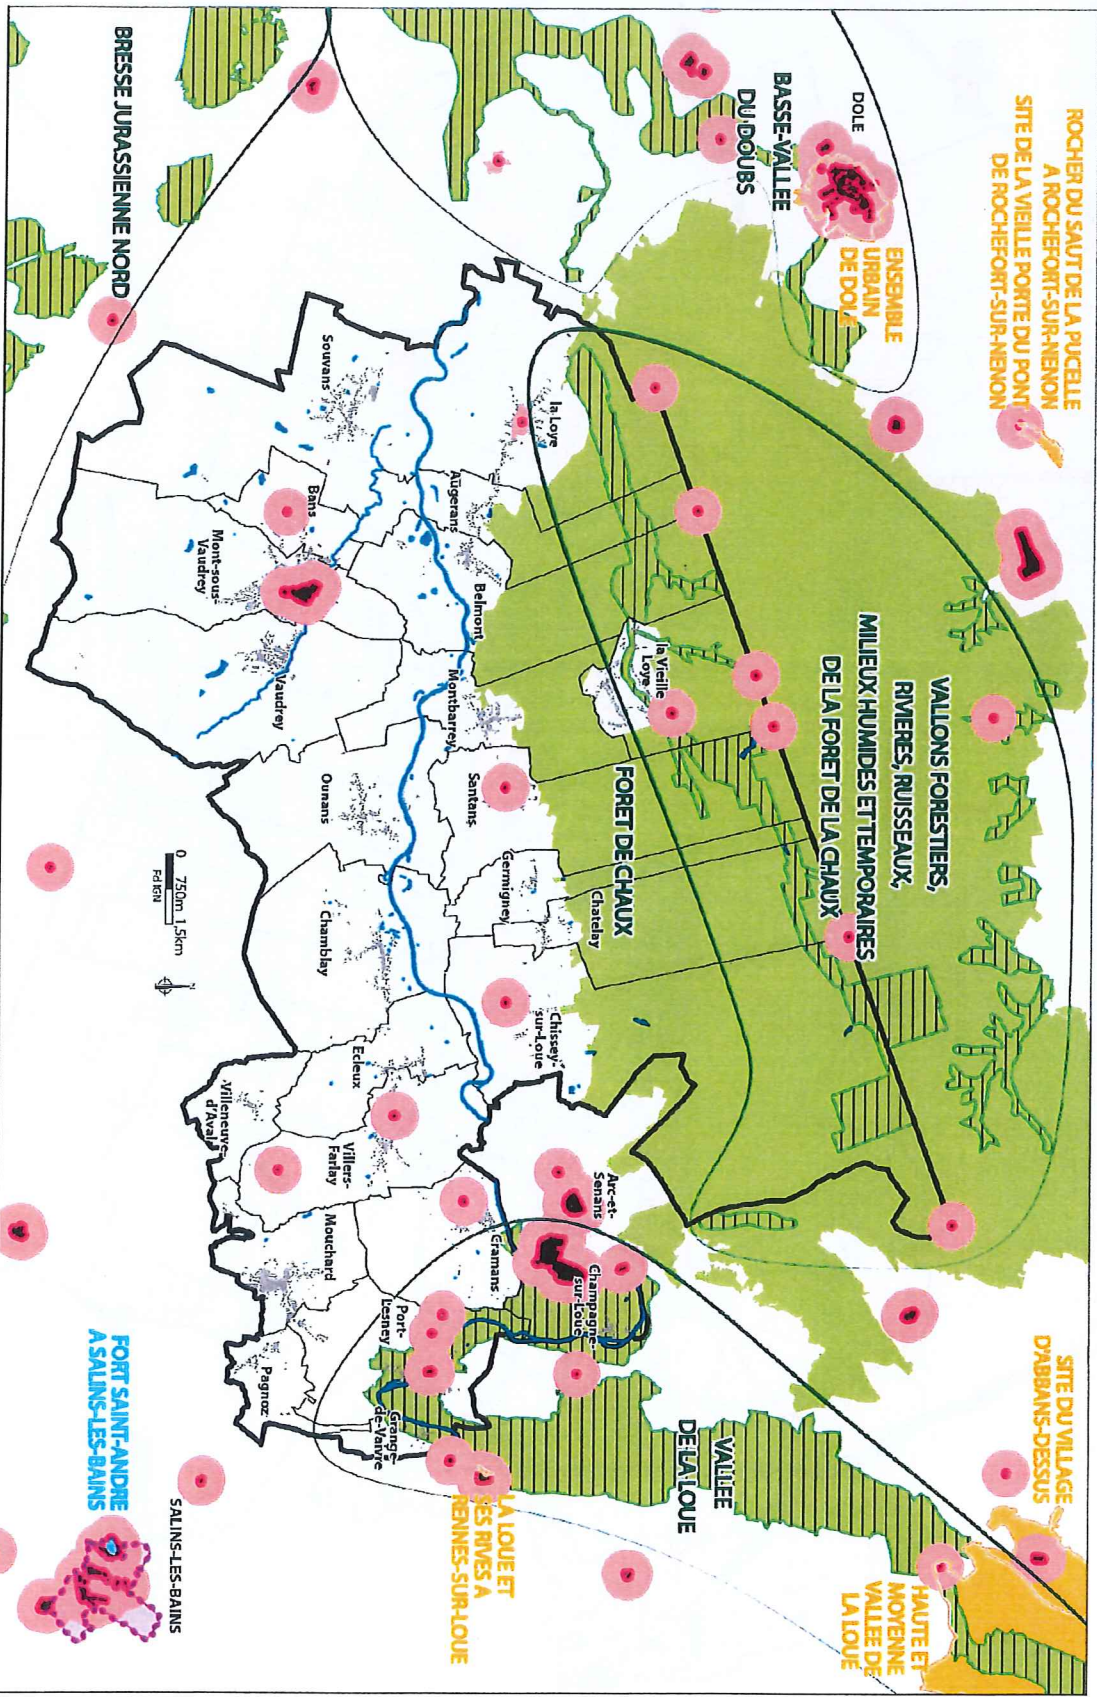 ROCHER DU SAUT DE LA PUCELLE
A ROCHEFORT-SUR-NENON
SITE DE LA VIEILLE PORTE DU PONT
DE ROCHEFORT-SUR-NENON
DOLE
ENSEMBLE
URBAIN
DE DOLE
BASSE-VALLEE
DU DOUBS
BRESSE JURASSIENNE NORD
VALLONS FORESTIERS,
RIVIERES, RUISSEAUX,
MILIEUX HUMIDES ET TEMPORAIRES
DE LA FORET DE LA CHAUX
FORET DE CHAUX
SITE DU VILLAGE
D'ABBANS-DESSUS
HAUTE ET
MOYENNE
VALLEE DE
LA LOUE
VALLEE
DE LA LOUE
LA LOUE ET
SES RIVES A
RENNES-SUR-LOUE
la Loye
Souvans
Augerans
Belmont
Bans
Mont-sous-
Vaudrey
Vaudrey
Montbarrey
la Vieille
Loye
Santans
Ounans
Germigney
Chatelay
Chamblay
Chissey-
sur-Loue
Ecleux
Villeneuve-
d'Aval
Villers-
Farlay
Arc-et-
Senans
Cramans
Champagne-
sur-Loue
Mouchard
Port-
Lesney
Pagnoz
Grange-
de-Vaivre
0 750m 1,5km
Fd IGN
N
SALINS-LES-BAINS
FORT SAINT-ANDRE
A SALINS-LES-BAINS